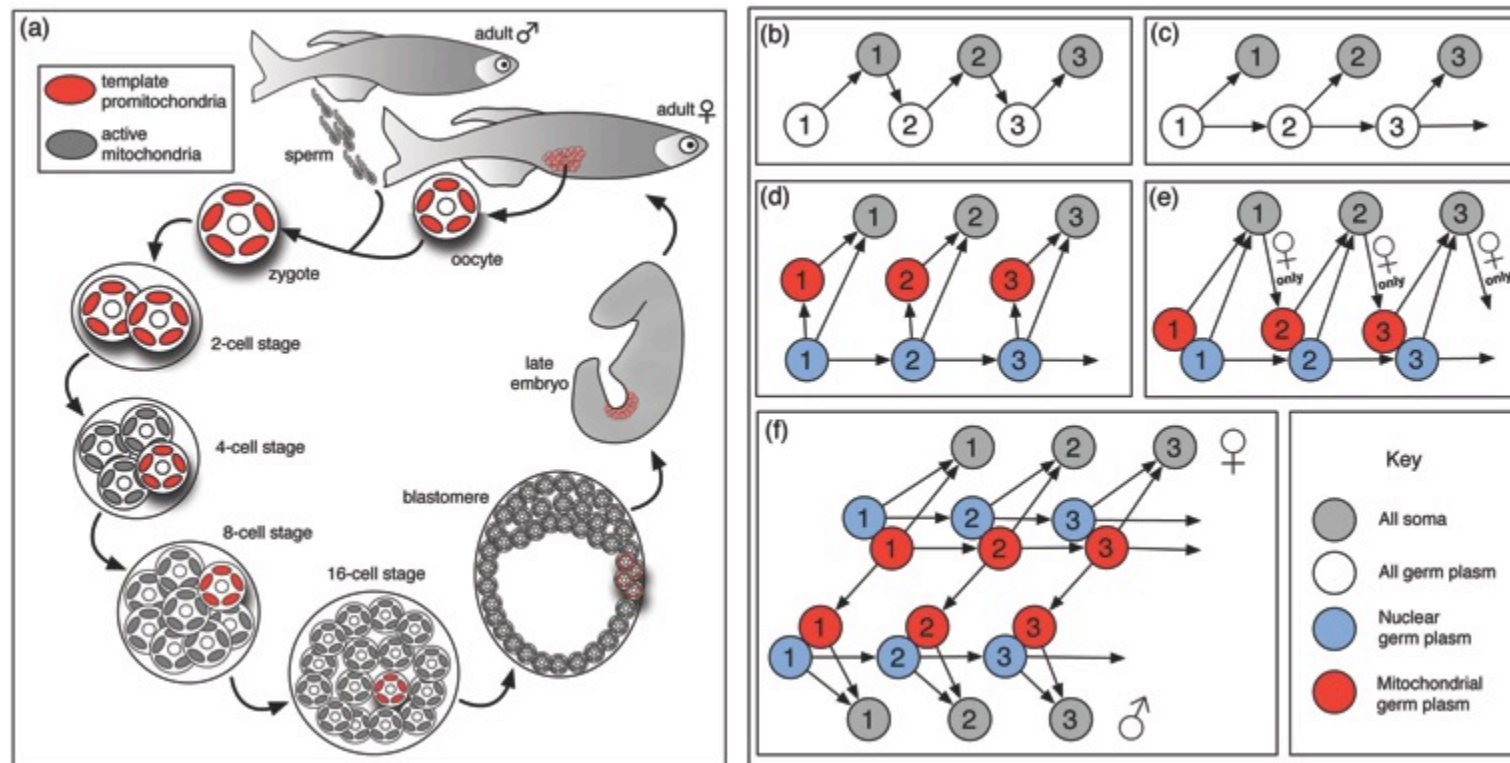 (a)
adult ♂
template
promitochondria
active
mitochondria
adult ♀
sperm
oocyte
zygote
2-cell stage
4-cell stage
8-cell stage
16-cell stage
blastomere
late
embryo
(b)
1 2 3
1 2 3
(c)
1 2 3
1 2 3
(d)
1 2 3
1 2 3
1 2 3
(e)
1 2 3
♀ only ♀ only ♀ only
1 2 3
1 2 3
(f)
1 2 3 ♀
1 2 3
1 2 3
1 2 3
1 2 3
1 2 3 ♂
Key
All soma
All germ plasm
Nuclear
germ plasm
Mitochondrial
germ plasm